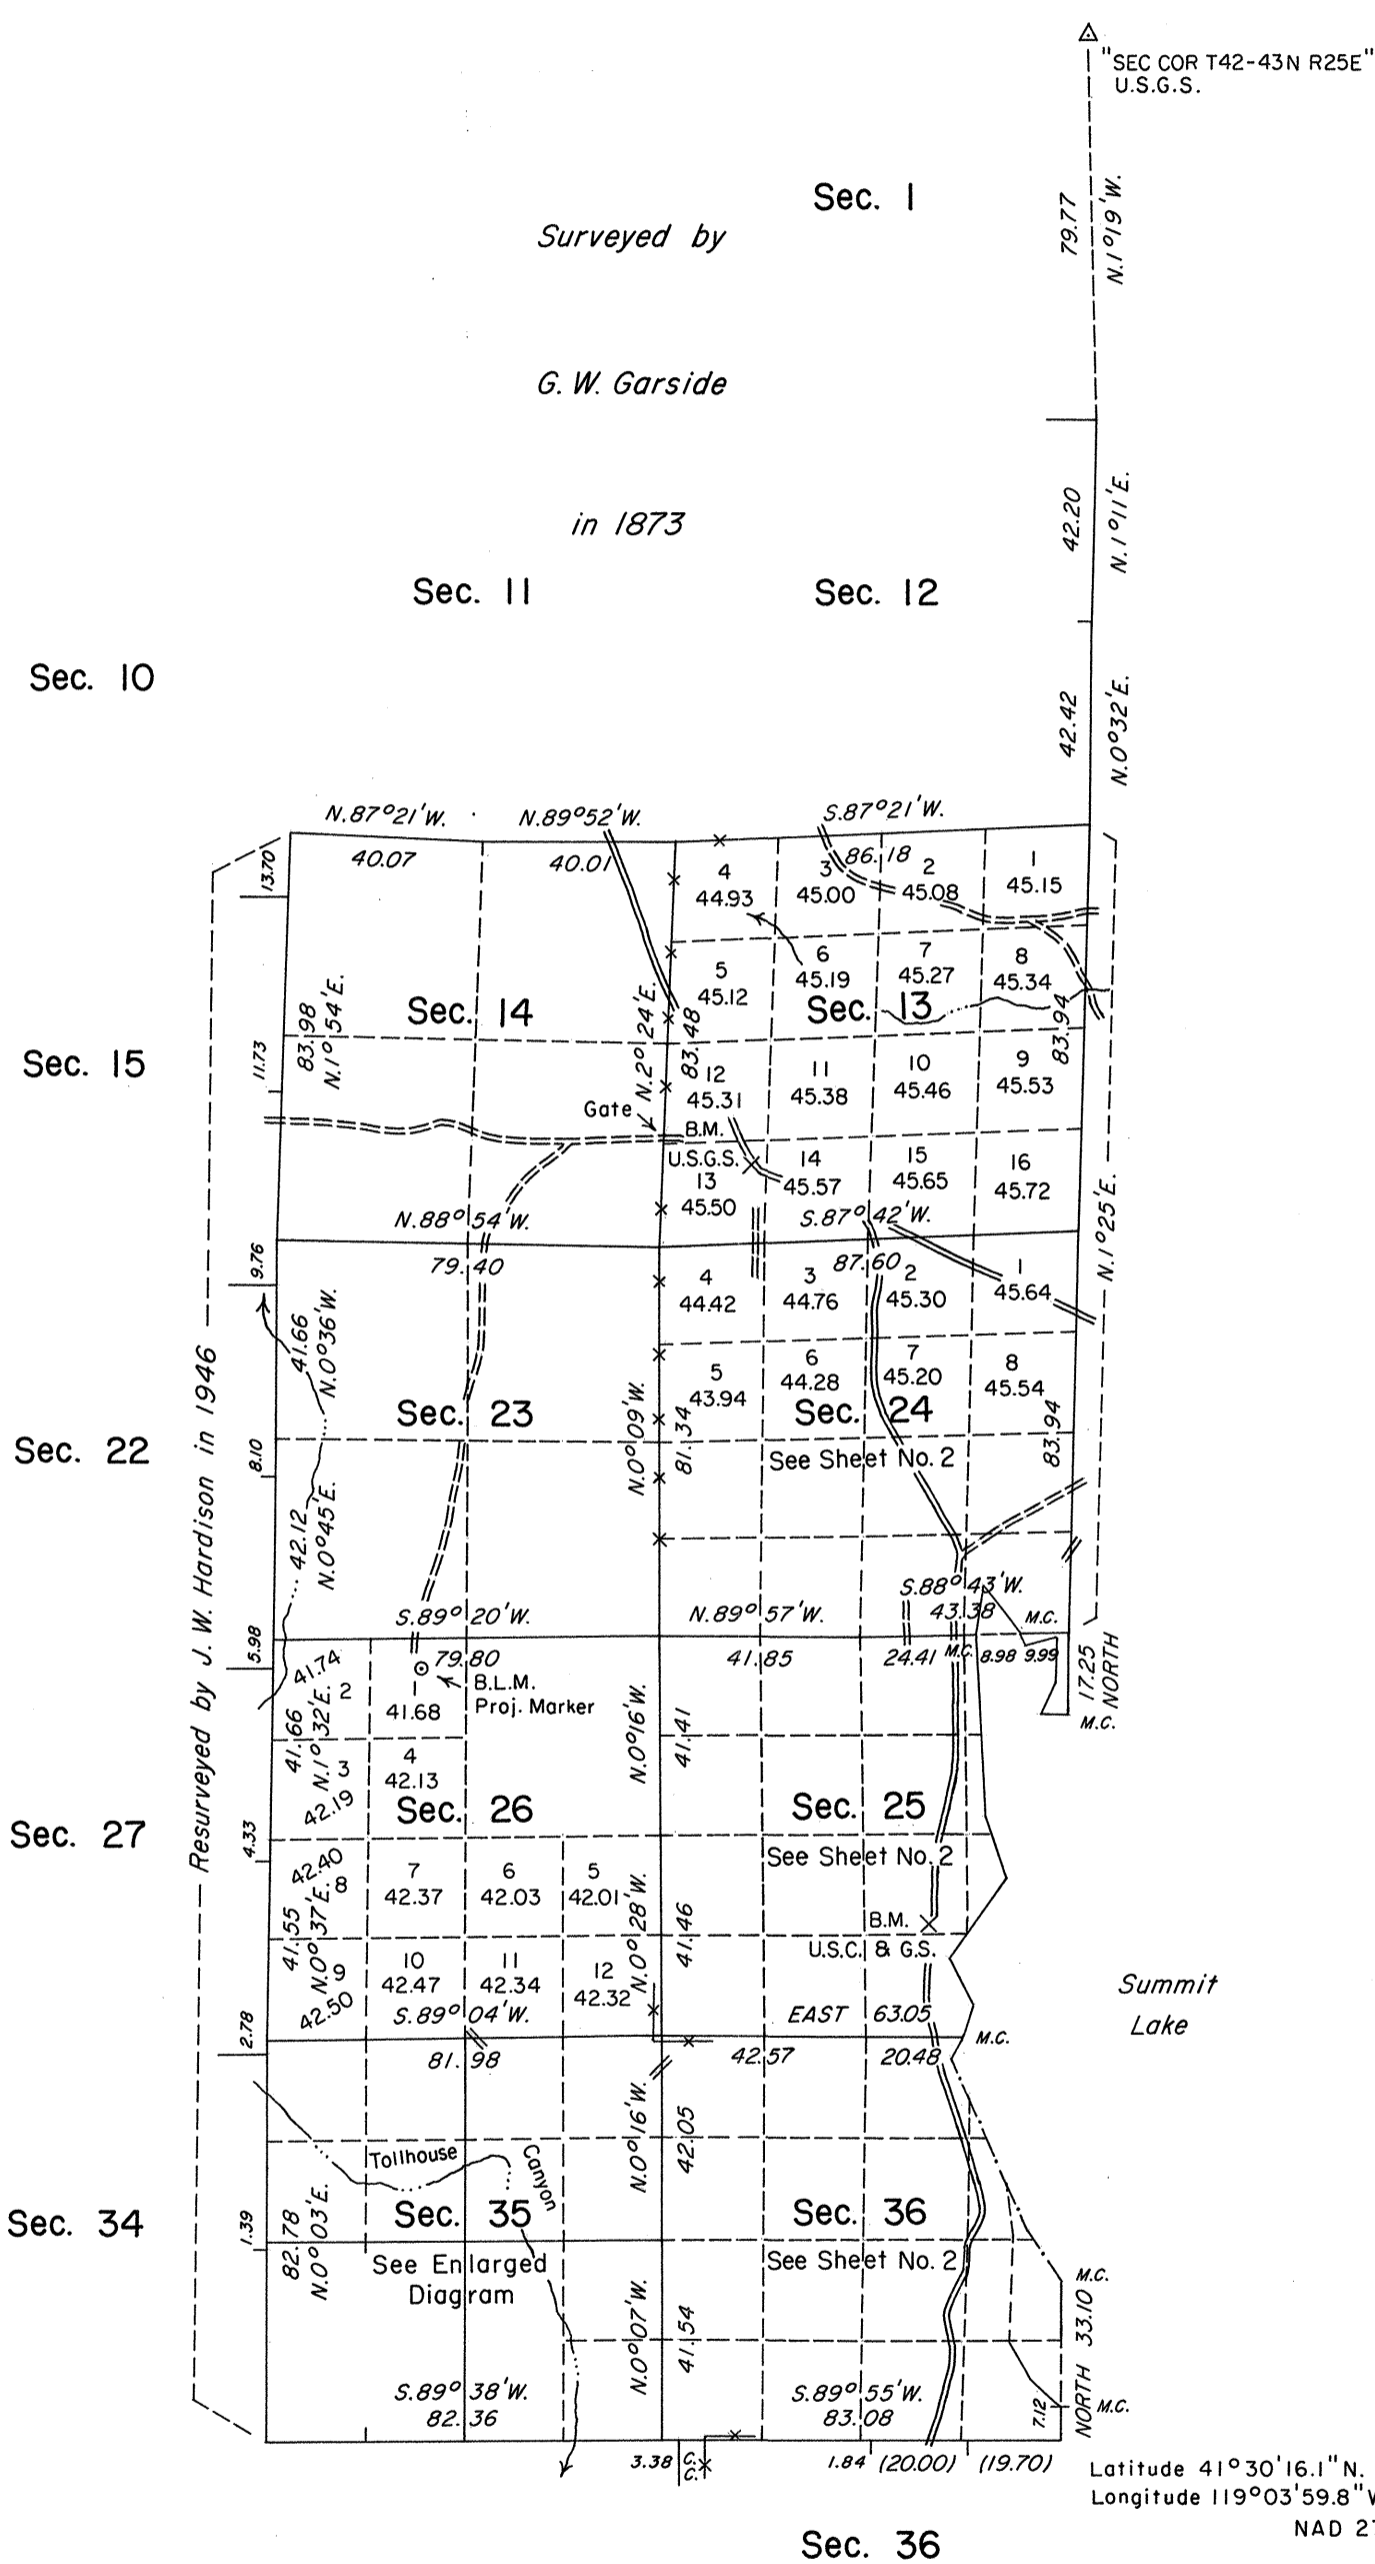 "SEC COR T42-43N R25E"
U.S.G.S.
Sec. 1
79.77
N.1°19'W.
Surveyed by
G. W. Garside
in 1873
42.20
N.1°11'E.
Sec. 11
Sec. 12
Sec. 10
42.42
N.0°32'E.
N.87°21'W.
N.89°52'W.
S.87°21'W.
40.07
40.01
86.18
13.70
4
44.93
3
45.00
2
45.08
1
45.15
5
45.12
6
45.19
7
45.27
8
45.34
Sec. 14
Sec. 13
83.98
N.1°54'E.
N.2°24'E.
83.48
83.94
Sec. 15
11.73
12
45.31
11
45.38
10
45.46
9
45.53
Gate
B.M.
U.S.G.S.
13
45.50
14
45.57
15
45.65
16
45.72
N.1°25'E.
N.88°54'W.
S.87°42'W.
79.40
87.60
9.76
4
44.42
3
44.76
2
45.30
1
45.64
41.66
N.0°36'W.
5
43.94
6
44.28
7
45.20
8
45.54
Resurveyed by J. W. Hardison in 1946
Sec. 23
Sec. 24
N.0°09'W.
81.34
83.94
Sec. 22
8.10
See Sheet No. 2
42.12
N.0°45'E.
S.88°43'W.
S.89°20'W.
N.89°57'W.
43.38
M.C.
5.98
79.80
41.85
24.41
M.C.
8.98
9.99
17.25
NORTH
M.C.
41.74
2
1
41.68
B.L.M.
Proj. Marker
41.66
N.1°32'E.
N.0°16'W.
41.41
3
42.19
4
42.13
Sec. 26
Sec. 25
Sec. 27
4.33
See Sheet No. 2
42.40
8
7
42.37
6
42.03
5
42.01
41.55
N.0°37'E.
N.0°28'W.
41.46
B.M.
U.S.C. & G.S.
9
42.50
10
42.47
11
42.34
12
42.32
Summit
Lake
S.89°04'W.
EAST 63.05
M.C.
2.78
81.98
42.57
20.48
N.0°16'W.
42.05
Tollhouse
Canyon
Sec. 34
1.39
82.78
N.0°03'E.
Sec. 35
Sec. 36
See Enlarged
Diagram
See Sheet No. 2
M.C.
NORTH 33.10
N.0°07'W.
41.54
S.89°38'W.
82.36
S.89°55'W.
83.08
7.12
M.C.
3.38
C.
C.
1.84
(20.00)
(19.70)
Latitude 41°30'16.1"N.
Longitude 119°03'59.8"W
NAD 27
Sec. 36